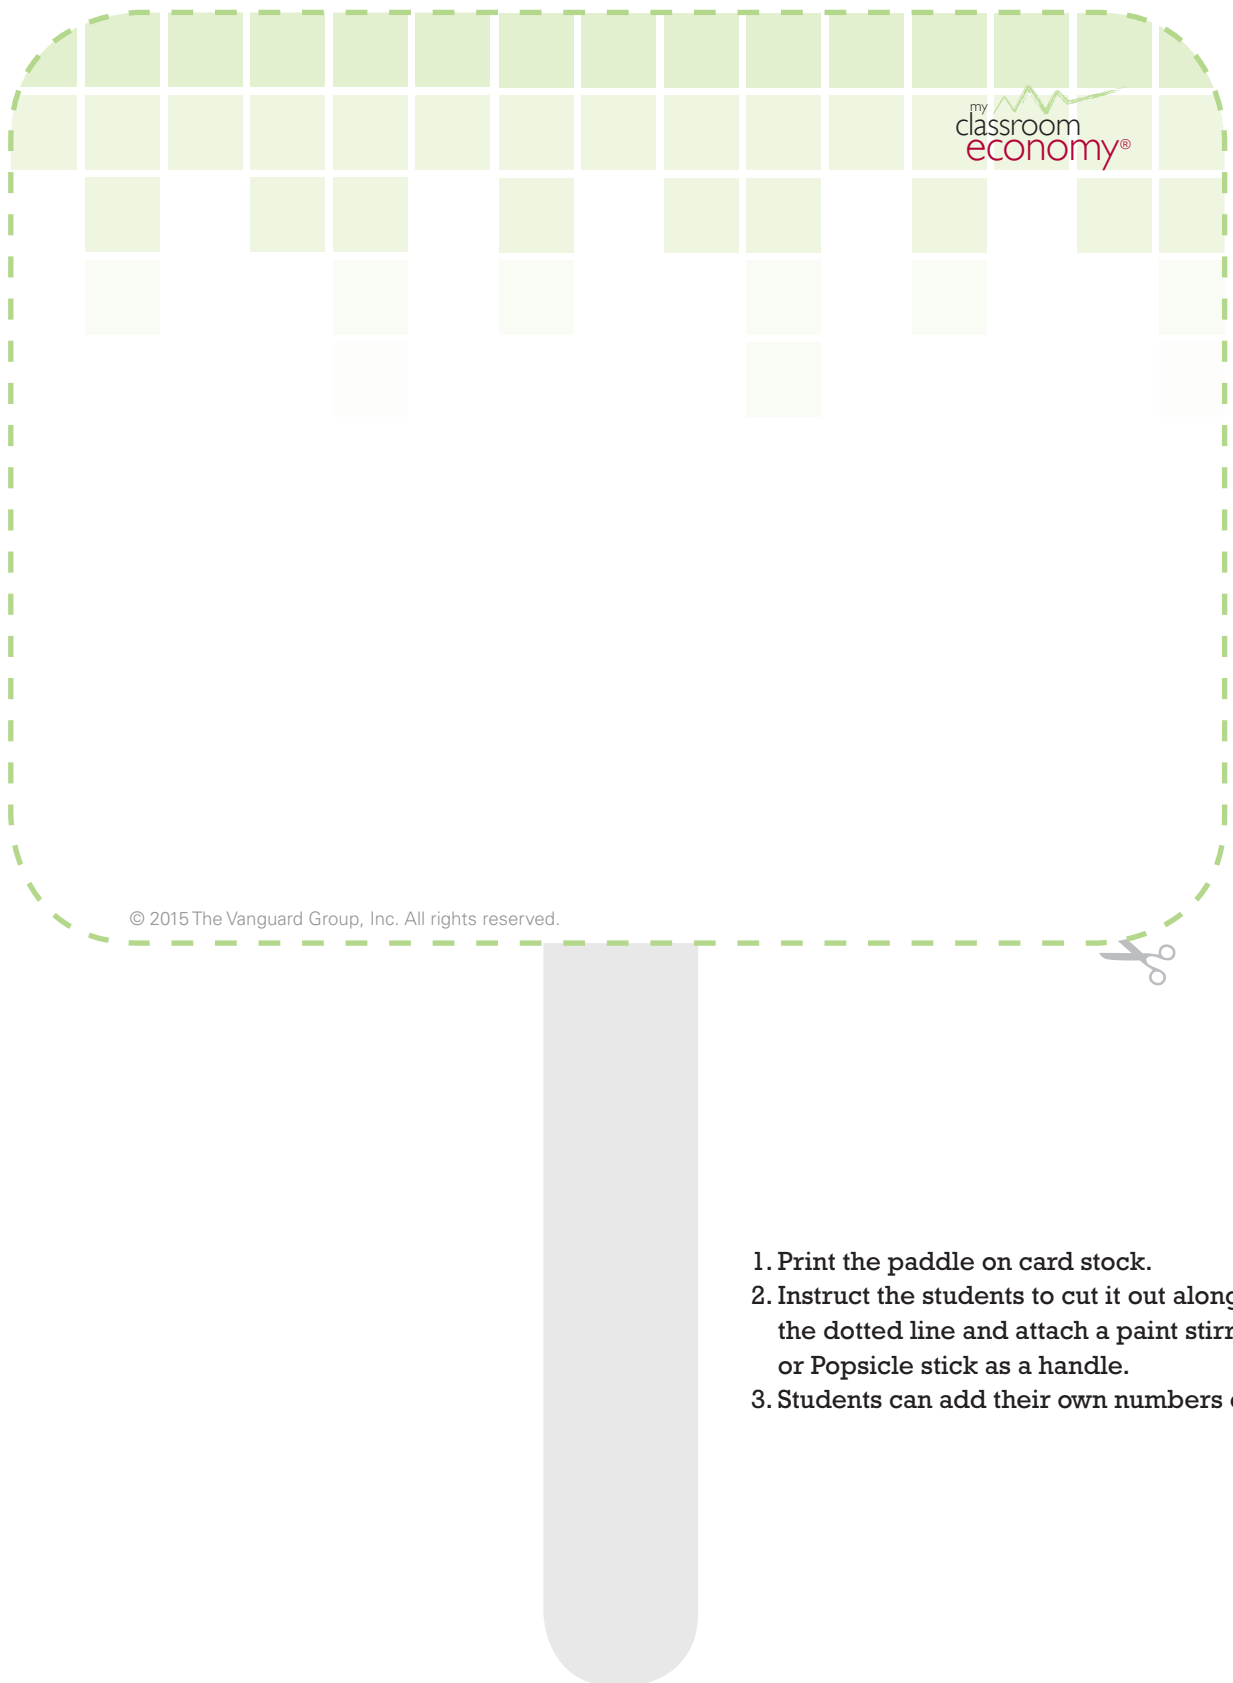 my
classroom
economy®
© 2015 The Vanguard Group, Inc. All rights reserved.
1. Print the paddle on card stock.
2. Instruct the students to cut it out along
the dotted line and attach a paint
or Popsicle stick as a handle.
3. Students can add their own numbers